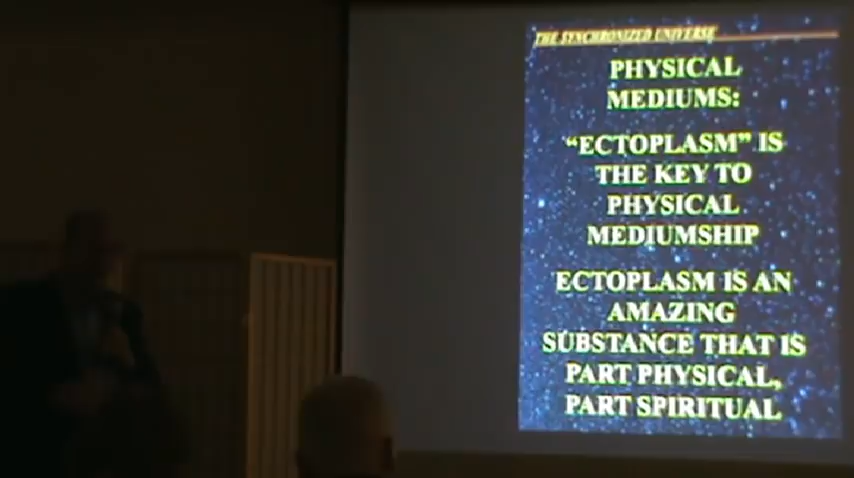 THE SYNCHRONIZED UNIVERSE
PHYSICAL
MEDIUMS:
“ECTOPLASM” IS
THE KEY TO
PHYSICAL
MEDIUMSHIP
ECTOPLASM IS AN
AMAZING
SUBSTANCE THAT IS
PART PHYSICAL,
PART SPIRITUAL